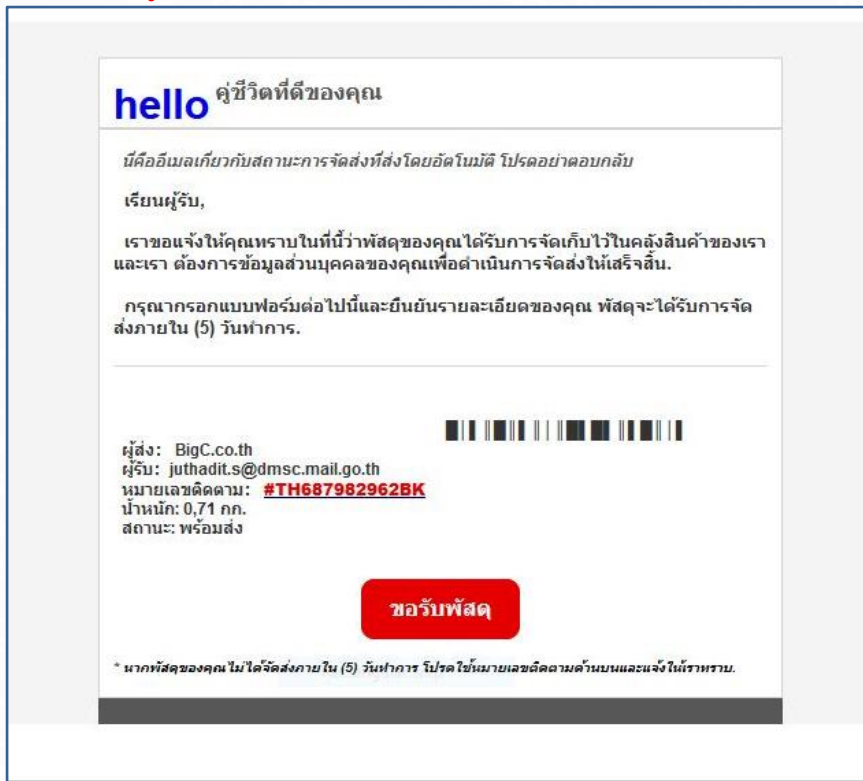 hello คู่ชีวิตที่ดีของคุณ
นี่คืออีเมลเกี่ยวกับสถานะการจัดส่งที่ส่งโดยอัตโนมัติ โปรดอย่าตอบกลับ
เรียนผู้รับ,
เราขอแจ้งให้คุณทราบในที่นี้ว่าพัสดุของคุณได้รับการจัดเก็บไว้ในคลังสินค้าของเรา
และเรา ต้องการข้อมูลส่วนบุคคลของคุณเพื่อดำเนินการจัดส่งให้เสร็จสิ้น.
กรุณากรอกแบบฟอร์มต่อไปนี้และยืนยันรายละเอียดของคุณ พัสดุจะได้รับการจัด
ส่งภายใน (5) วันทำการ.
ผู้ส่ง: BigC.co.th
ผู้รับ: juthadit.s@dmsc.mail.go.th
หมายเลขติดตาม: #TH687982962BK
น้ำหนัก: 0,71 กก.
สถานะ: พร้อมส่ง
ขอรับพัสดุ
* หากพัสดุของคุณไม่ได้จัดส่งภายใน (5) วันทำการ โปรดใช้หมายเลขติดตามด้านบนและแจ้งให้เราทราบ.